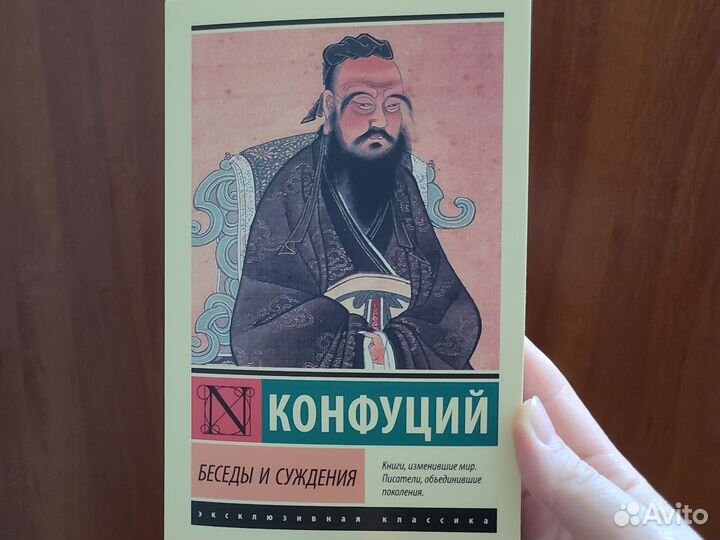 N КОНФУЦИЙ
БЕСЕДЫ И СУЖДЕНИЯ
Книги, изменившие мир.
Писатели, объединившие
поколения.
эксклюзивная классика
Avito